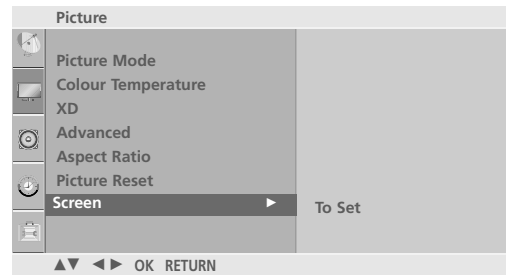 Picture
Picture Mode
Colour Temperature
XD
Advanced
Aspect Ratio
Picture Reset
Screen ►
To Set
▲▼ ◄► OK RETURN